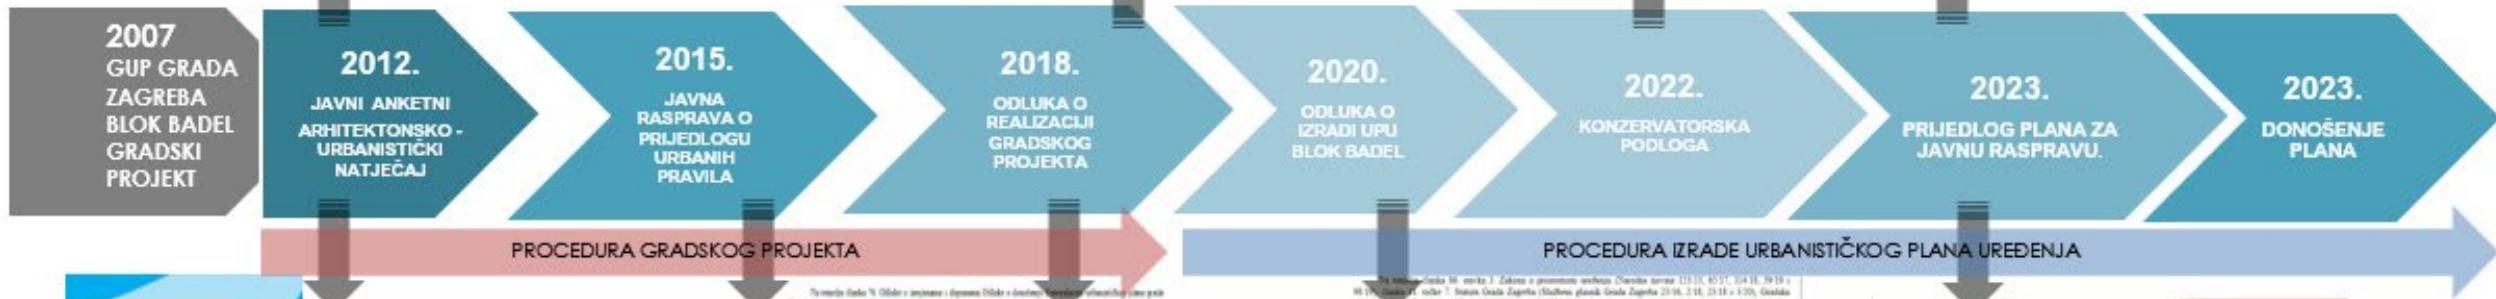 2007
GUP GRADA
ZAGREBA
BLOK BADEL
GRADSKI
PROJEKT
2012.
JAVNI ANKETNI
ARHITEKTONSKO -
URBANISTIČKI
NATJEČAJ
2015.
JAVNA
RASPRAVA O
PRIJEDLOGU
URBANIH
PRAVILA
2018.
ODLUKA O
REALIZACIJI
GRADSKOG
PROJEKTA
2020.
ODLUKA O
IZRADI UPU
BLOK BADEL
2022.
KONZERVATORSKA
PODLOGA
2023.
PRIJEDLOG PLANA ZA
JAVNU RASPRAVU.
2023.
DONOŠENJE
PLANA
PROCEDURA GRADSKOG PROJEKTA
PROCEDURA IZRADE URBANISTIČKOG PLANA UREĐENJA